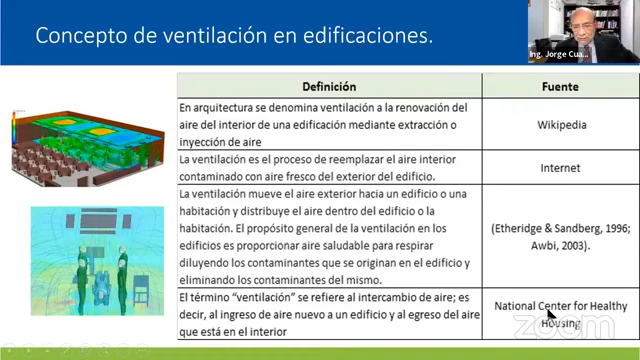 Concepto de ventilación en edificaciones.
Ing. Jorge Cua...
Definición
Fuente
En arquitectura se denomina ventilación a la renovación del
aire del interior de una edificación mediante extracción o
inyección de aire
Wikipedia
La ventilación es el proceso de reemplazar el aire interior
contaminado con aire fresco del exterior del edificio.
Internet
La ventilación mueve el aire exterior hacia un edificio o una
habitación y distribuye el aire dentro del edificio o la
habitación. El propósito general de la ventilación en los
edificios es proporcionar aire saludable para respirar
diluyendo los contaminantes que se originan en el edificio y
eliminando los contaminantes del mismo.
(Etheridge & Sandberg, 1996;
Awbi, 2003).
El término “ventilación” se refiere al intercambio de aire; es
decir, al ingreso de aire nuevo a un edificio y al egreso del aire
que está en el interior
National Center for Healthy
Housing
zoom